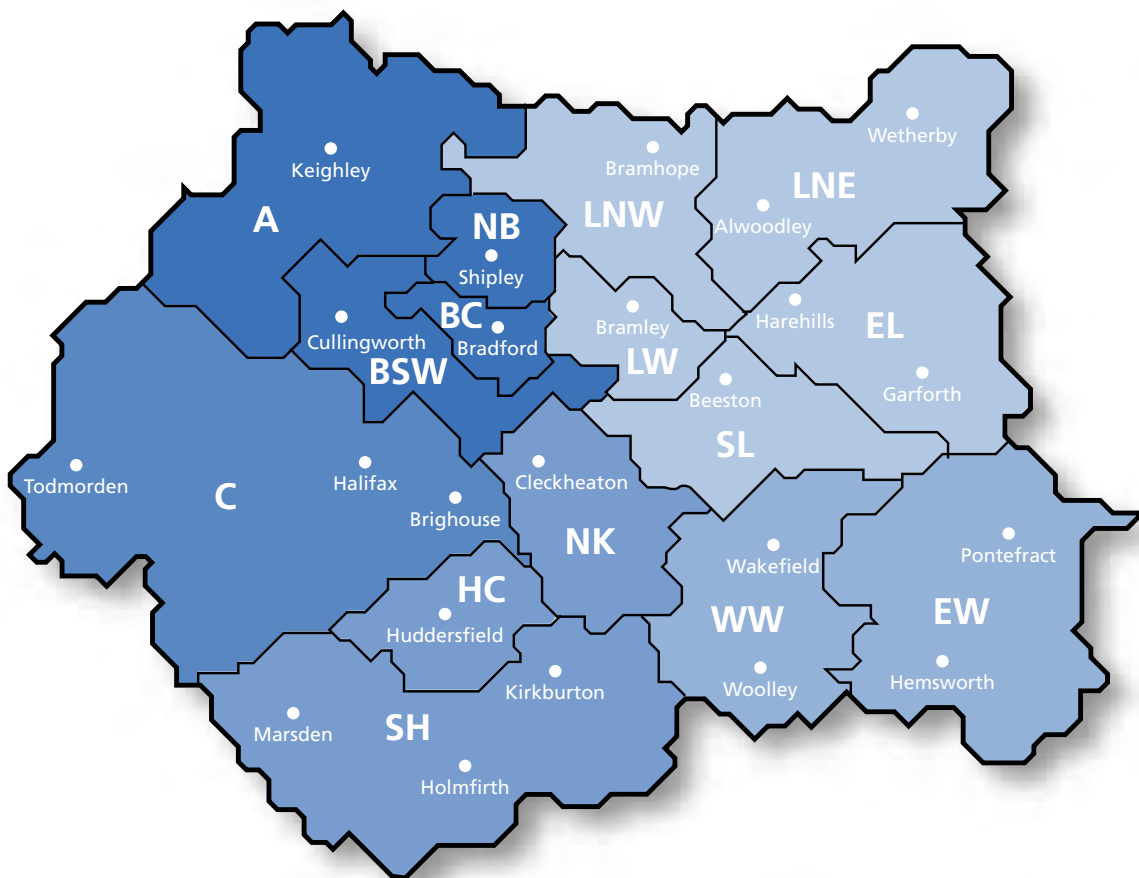 Wetherby
Keighley
Bramhope
LNE
A
LNW
Alwoodley
NB
Shipley
BC
Bramley
Harehills
EL
Cullingworth
Bradford
LW
BSW
Beeston
Garforth
SL
Todmorden
Halifax
Cleckheaton
C
Brighouse
NK
Pontefract
Wakefield
HC
WW
EW
Huddersfield
Kirkburton
Woolley
Hemsworth
Marsden
SH
Holmfirth